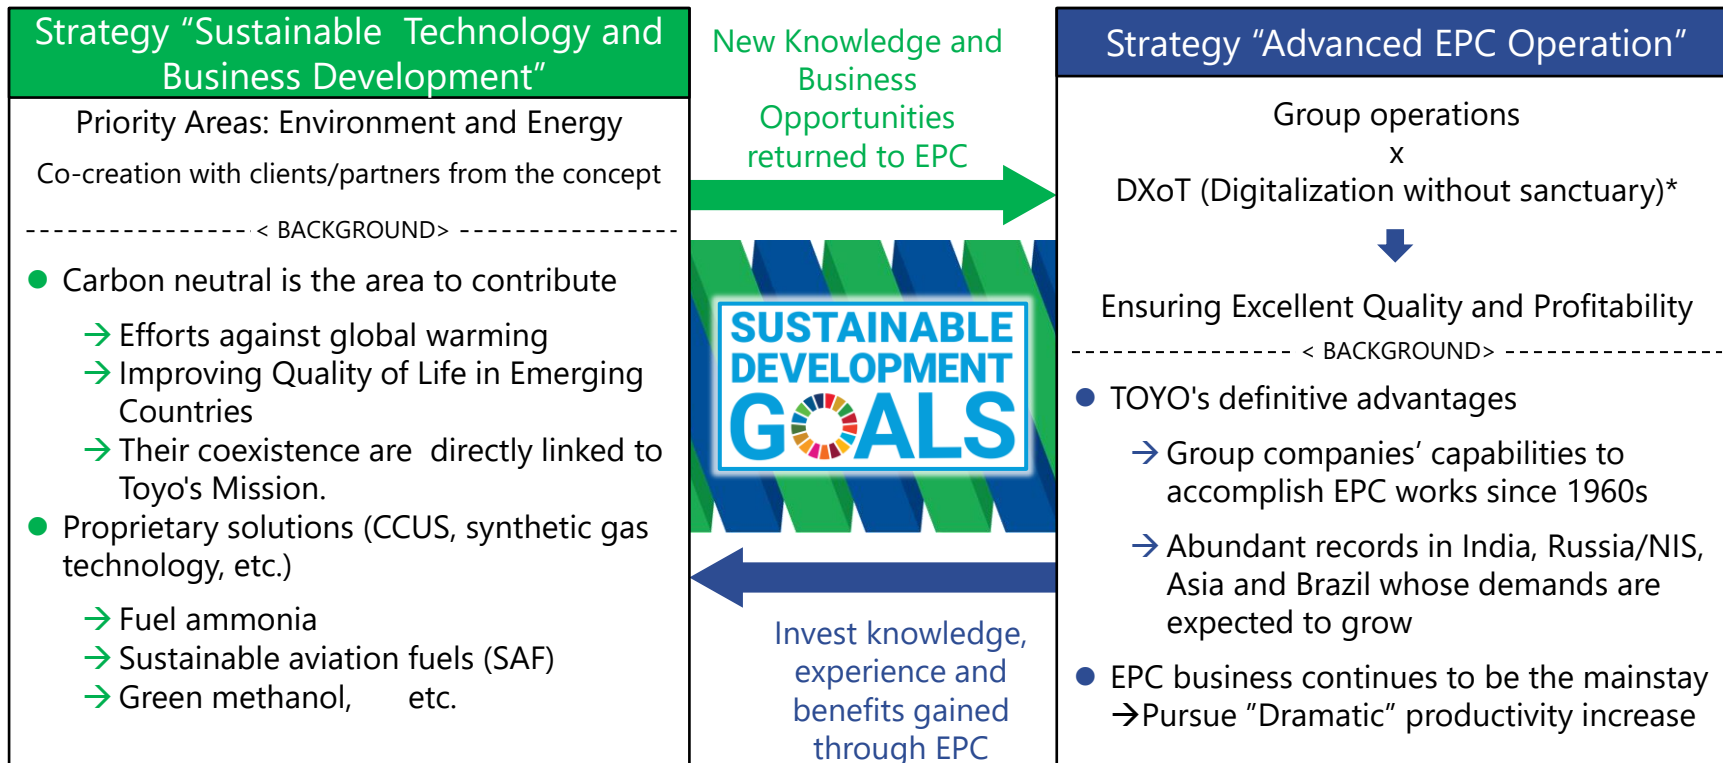 Strategy “Sustainable Technology and
Business Development”
Priority Areas: Environment and Energy
Co-creation with clients/partners from the concept
< BACKGROUND>
● Carbon neutral is the area to contribute
→ Efforts against global warming
→ Improving Quality of Life in Emerging
Countries
→ Their coexistence are directly linked to
Toyo's Mission.
● Proprietary solutions (CCUS, synthetic gas
technology, etc.)
→ Fuel ammonia
→ Sustainable aviation fuels (SAF)
→ Green methanol, etc.
New Knowledge and
Business
Opportunities
returned to EPC
SUSTAINABLE
DEVELOPMENT
GOALS
Invest knowledge,
experience and
benefits gained
through EPC
Strategy “Advanced EPC Operation”
Group operations
x
DXoT (Digitalization without sanctuary)*
Ensuring Excellent Quality and Profitability
< BACKGROUND>
● TOYO's definitive advantages
→ Group companies’ capabilities to
accomplish EPC works since 1960s
→ Abundant records in India, Russia/NIS,
Asia and Brazil whose demands are
expected to grow
● EPC business continues to be the mainstay
→Pursue “Dramatic” productivity increase